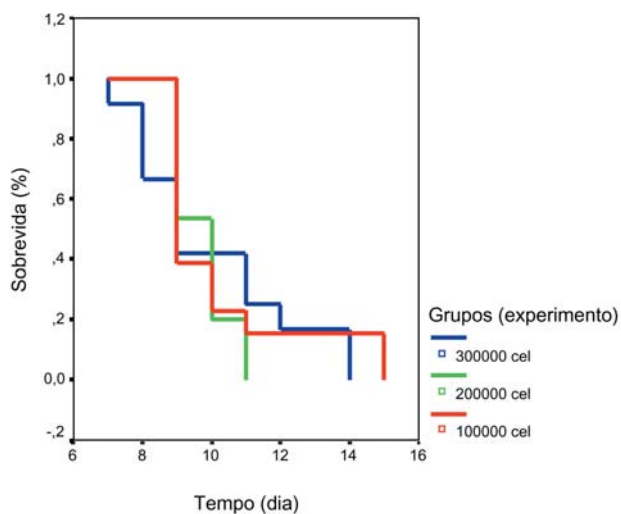 1,2
1,0
,8
,6
,4
,2
0,0
-,2
Sobrevida (%)
6
8
10
12
14
16
Tempo (dia)
Grupos (experimento)
300000 cel
200000 cel
100000 cel